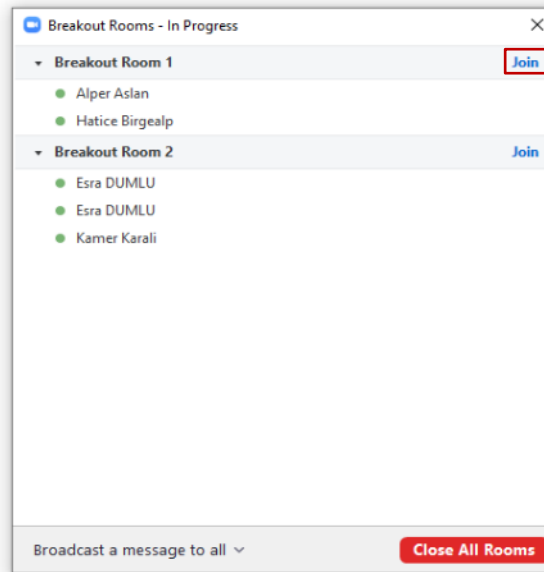 Breakout Rooms - In Progress
Breakout Room 1 Join
Alper Aslan
Hatice Birgealp
Breakout Room 2 Join
Esra DUMLU
Esra DUMLU
Kamer Karali
Broadcast a message to all Close All Rooms